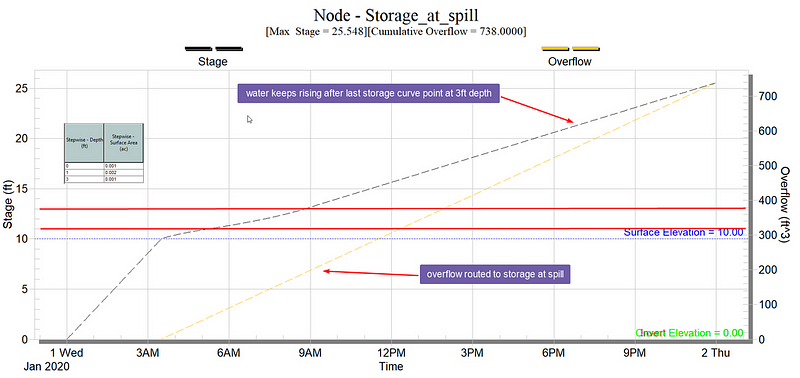 Node - Storage_at_spill
[Max Stage = 25.548][Cumulative Overflow = 738.0000]
Stage
Overflow
water keeps rising after last storage curve point at 3ft depth
Stepwise - Depth (ft)
Stepwise - Surface Area (ac)
0 0.001
1 0.002
3 0.001
Surface Elevation = 10.00
overflow routed to storage at spill
Invert Elevation = 0.00
Stage (ft)
25
20
15
10
5
0
Overflow (ft^3)
700
600
500
400
300
200
100
0
1 Wed
3AM
6AM
9AM
12PM
3PM
6PM
9PM
2 Thu
Jan 2020
Time